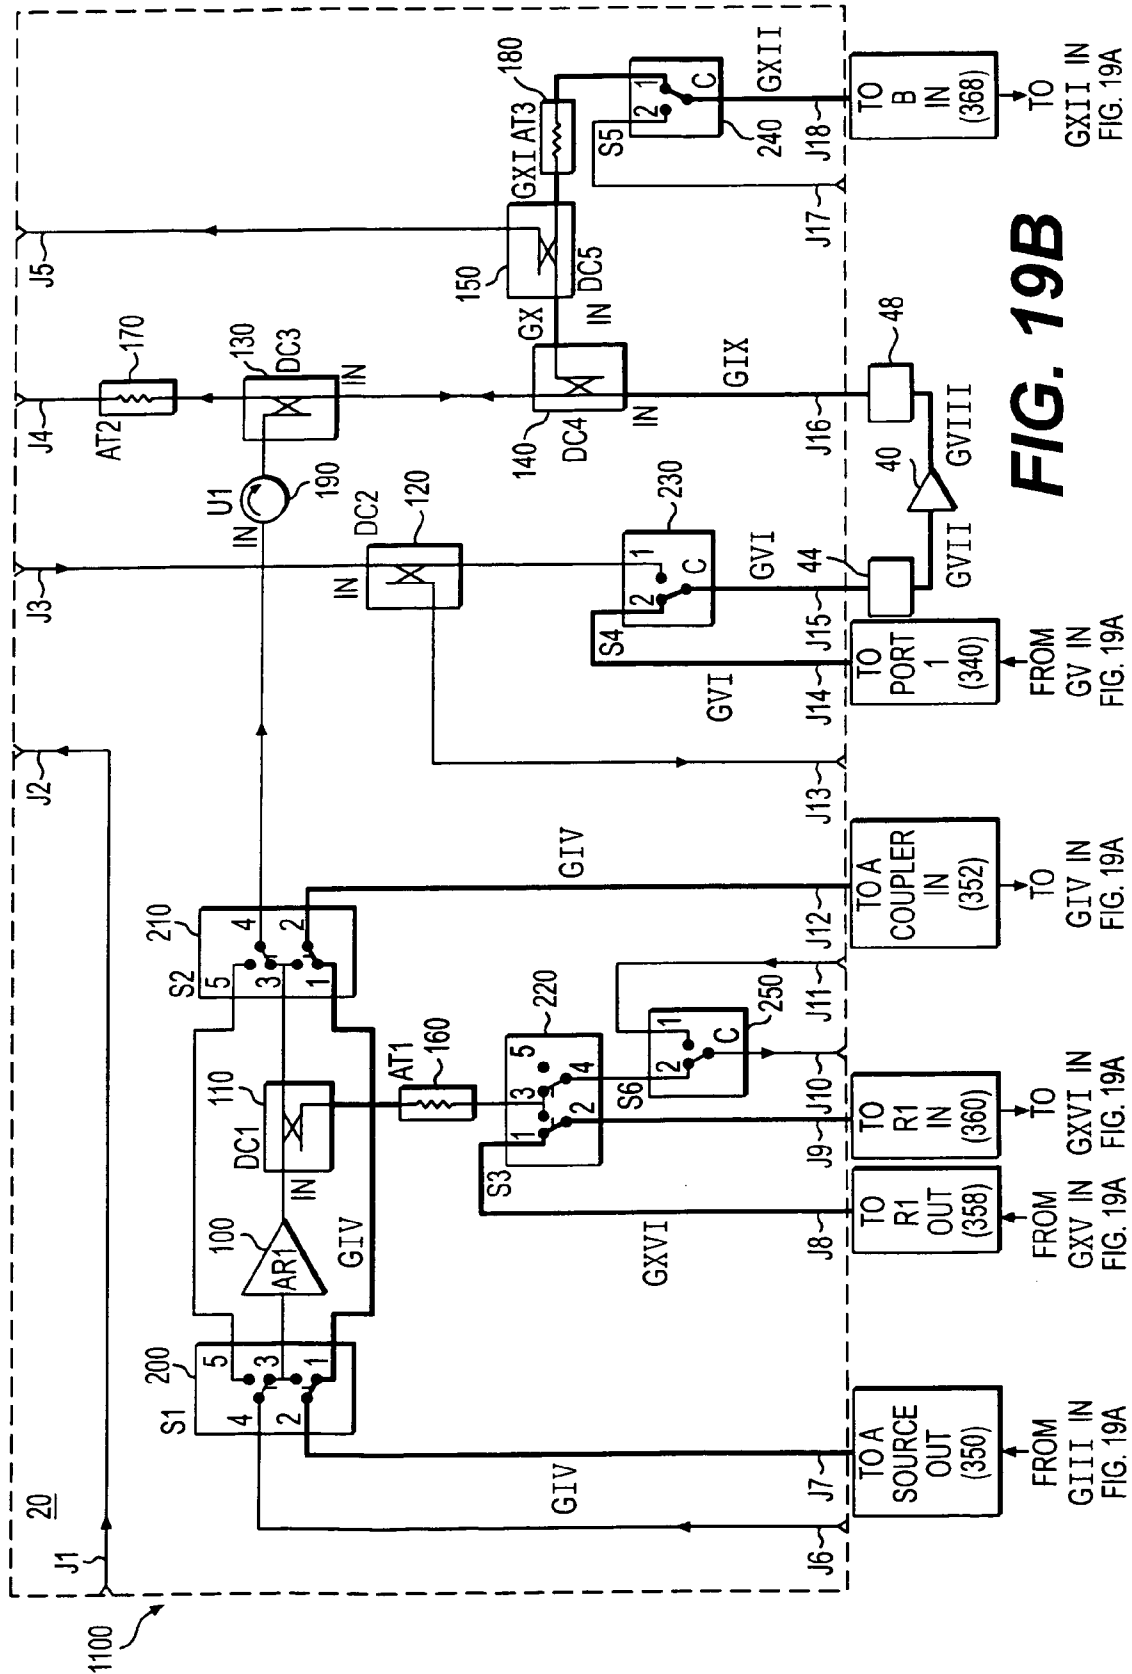 1100
20
J1
J2
J3
J4
J5
S1
200
5
4
3
2
1
GIV
AR1
100
GIV
IN
DC1
110
S2
210
5
4
3
2
1
AT1
160
S3
220
1
2
3
4
5
S6
250
2
1
C
GXVI
GIV
U1
IN
190
AT2
170
130
DC3
IN
IN
DC2
120
140
DC4
IN
GX
150
DC5
IN
GXI
AT3
180
S5
2
1
C
240
GXII
S4
2
1
C
230
GVI
GVI
GIX
J6
J7
J8
J9
J10
J11
J12
J13
J14
J15
J16
J17
J18
44
GVII
40
GVIII
48
TO A
SOURCE
OUT
(350)
FROM
GIII IN
FIG. 19A
TO
R1
OUT
(358)
FROM
GXV IN
FIG. 19A
TO
R1
IN
(360)
TO
GXVI IN
FIG. 19A
TO A
COUPLER
IN
(352)
TO
GIV IN
FIG. 19A
TO
PORT
1
(340)
FROM
GV IN
FIG. 19A
TO
B
IN
(368)
TO
GXII IN
FIG. 19A
FIG. 19B